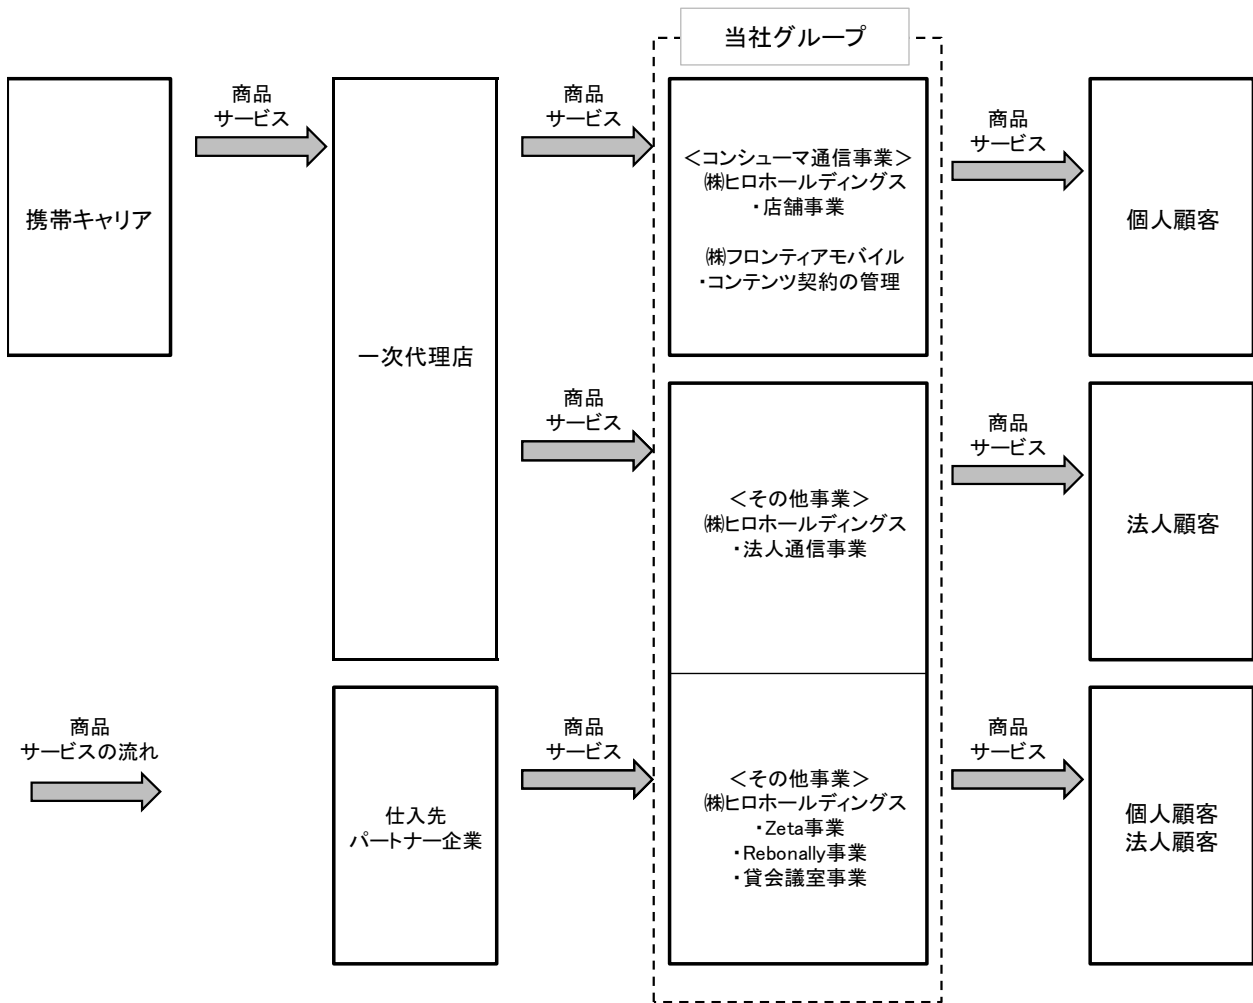 当社グループ
商品
サービス
商品
サービス
商品
サービス
携帯キャリア
一次代理店
＜コンシューマ通信事業＞
㈱ヒロホールディングス
・店舗事業
㈱フロンティアモバイル
・コンテンツ契約の管理
個人顧客
商品
サービス
商品
サービス
＜その他事業＞
㈱ヒロホールディングス
・法人通信事業
法人顧客
商品
サービスの流れ
商品
サービス
商品
サービス
仕入先
パートナー企業
＜その他事業＞
㈱ヒロホールディングス
・Zeta事業
・Rebonally事業
・貸会議室事業
個人顧客
法人顧客